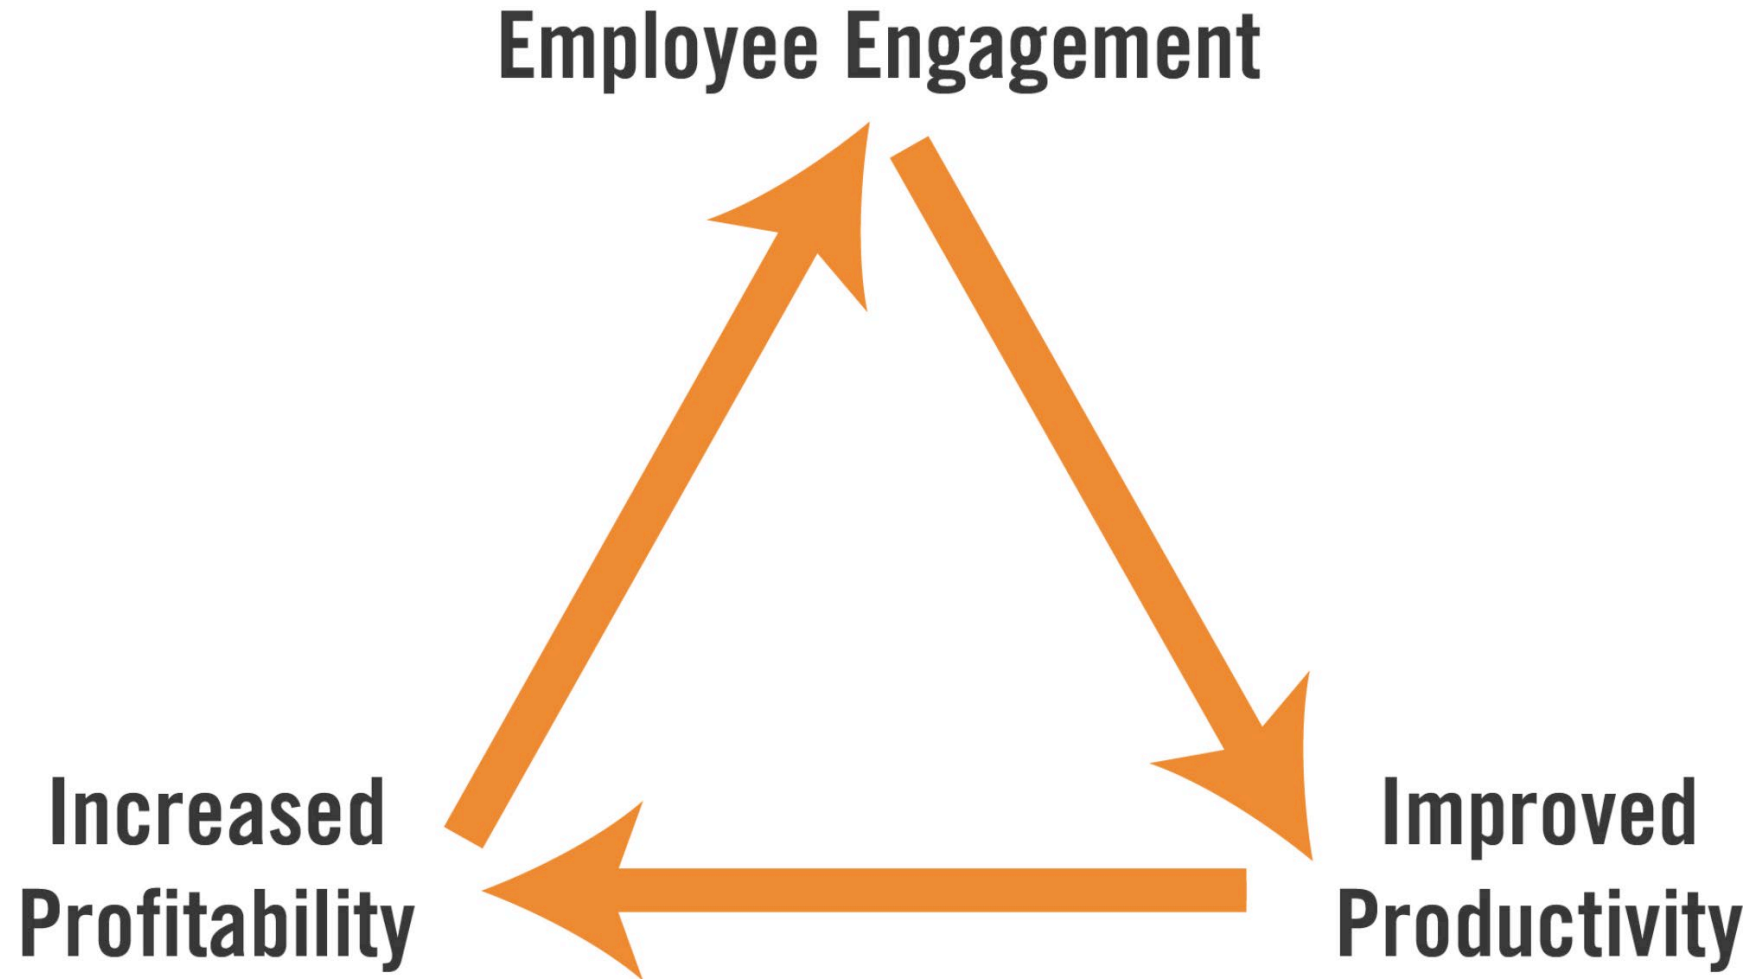 Employee Engagement
Increased
Profitability
Improved
Productivity